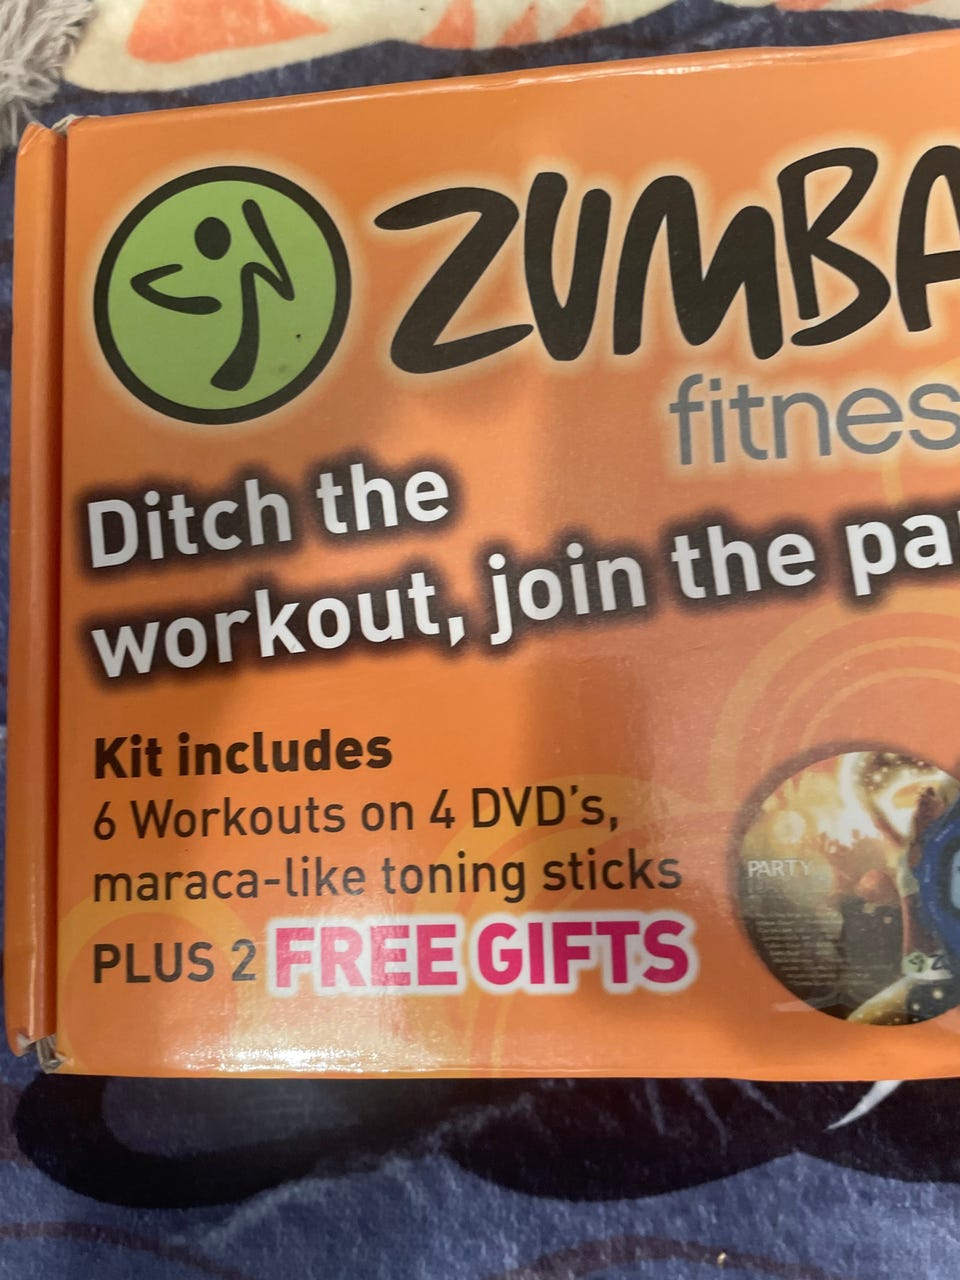 ZUMBA
fitnes
Ditch the
workout, join the pa
Kit includes
6 Workouts on 4 DVD's,
maraca-like toning sticks
PLUS 2 FREE GIFTS
PARTY